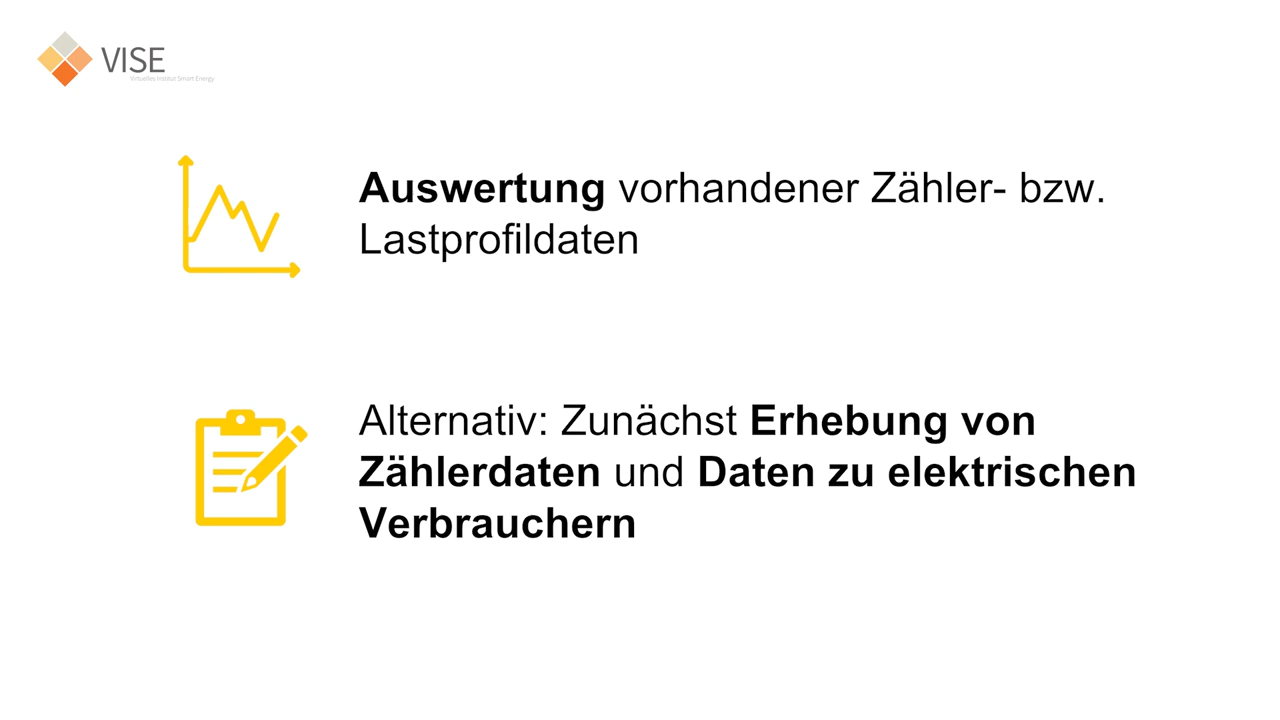 VISE
Virtuelles Institut Smart Energy
Auswertung vorhandener Zähler- bzw.
Lastprofildaten
Alternativ: Zunächst Erhebung von
Zählerdaten und Daten zu elektrischen
Verbrauchern